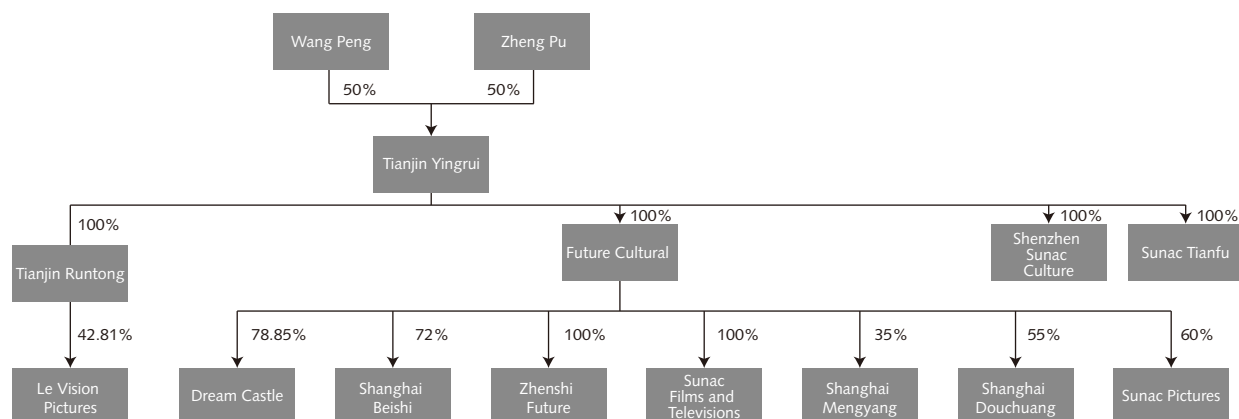 Wang Peng
Zheng Pu
50%
50%
Tianjin Yingrui
100%
100%
100%
100%
Tianjin Runtong
Future Cultural
Shenzhen
Sunac
Culture
Sunac Tianfu
42.81%
78.85%
72%
100%
100%
35%
55%
60%
Le Vision
Pictures
Dream Castle
Shanghai
Beishi
Zhenshi
Future
Sunac
Films and
Televisions
Shanghai
Mengyang
Shanghai
Douchuang
Sunac Pictures